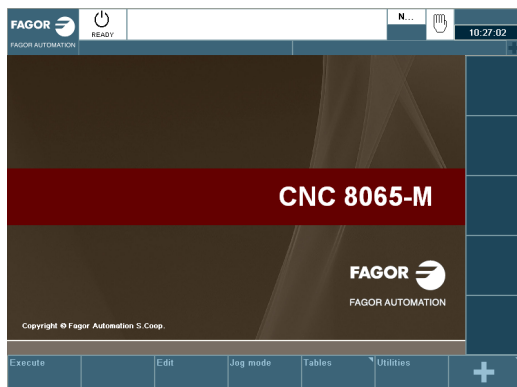 FAGOR
READY
N...
FAGOR AUTOMATION
10:27:02
CNC 8065-M
FAGOR
FAGOR AUTOMATION
Copyright © Fagor Automation S.Coop.
Execute
Edit
Jog mode
Tables
Utilities